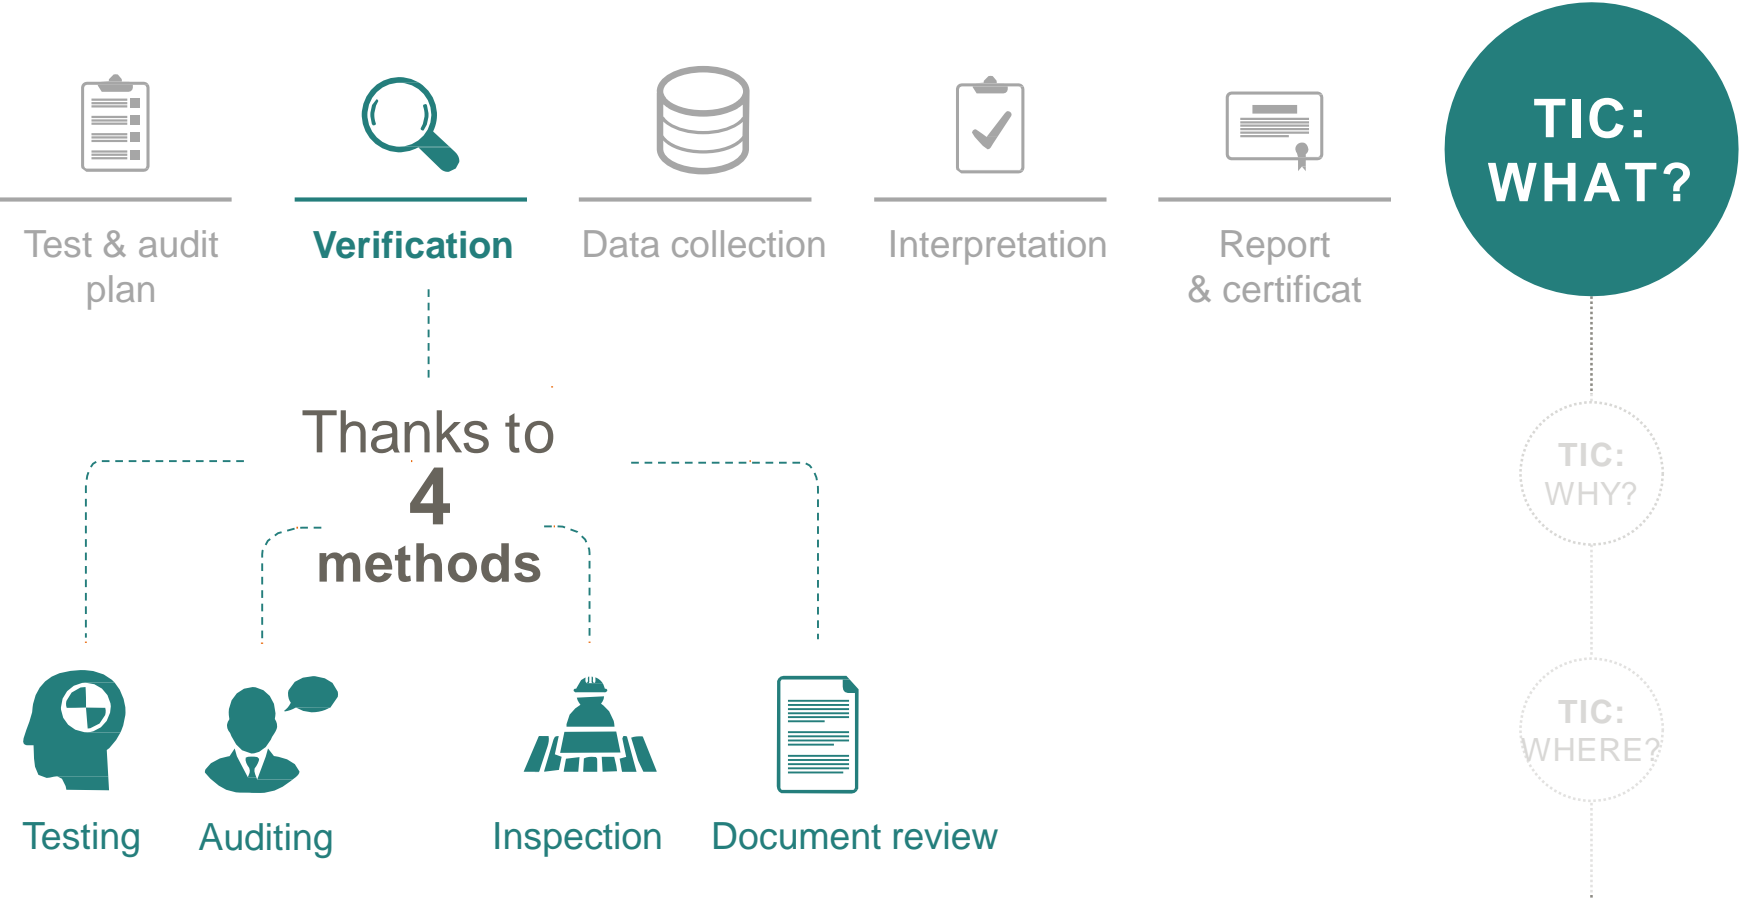 Test & audit
plan
Verification
Data collection
Interpretation
Report
& certificat
TIC:
WHAT?
Thanks to
4
methods
TIC:
WHY?
TIC:
WHERE?
Testing
Auditing
Inspection
Document review